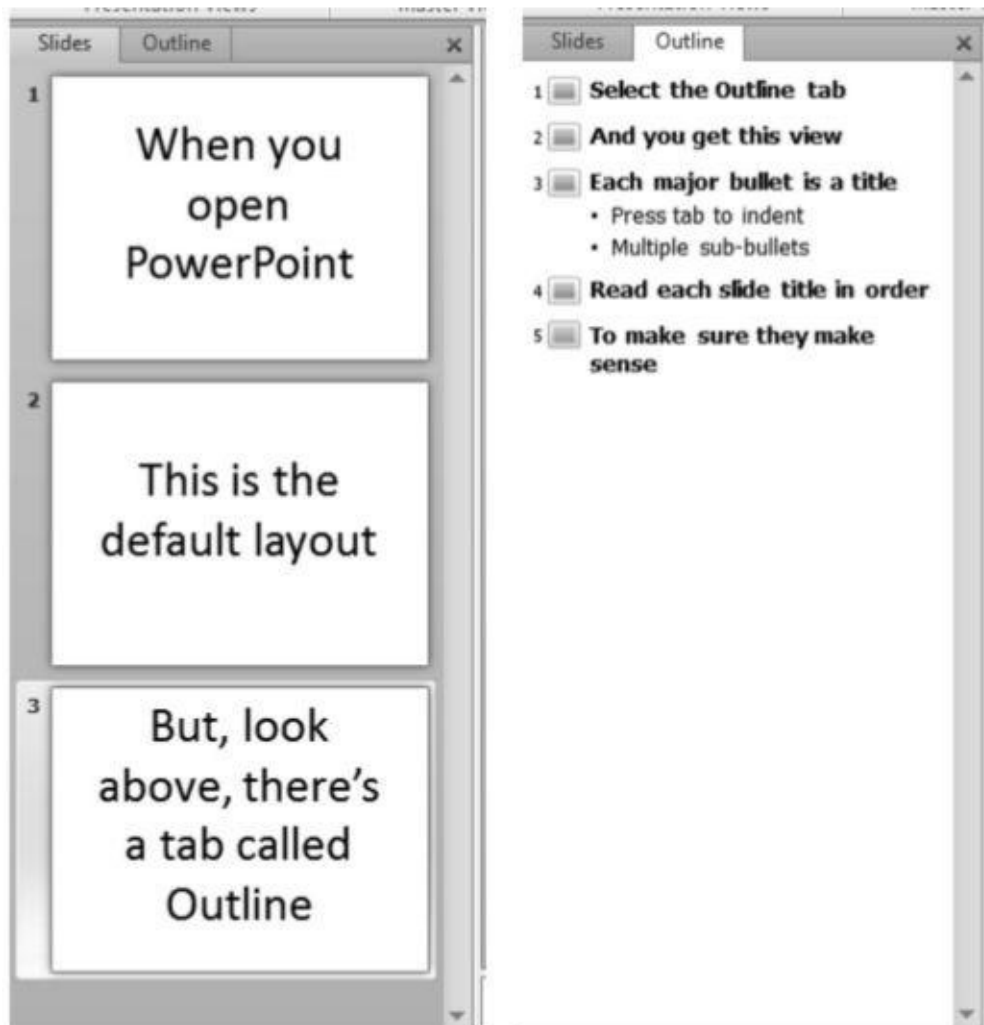 Presentation Views
Slides
Outline
1
When you
open
PowerPoint
2
This is the
default layout
3
But, look
above, there's
a tab called
Outline
Slides
Outline
1 Select the Outline tab
2 And you get this view
3 Each major bullet is a title
• Press tab to indent
• Multiple sub-bullets
4 Read each slide title in order
5 To make sure they make
sense